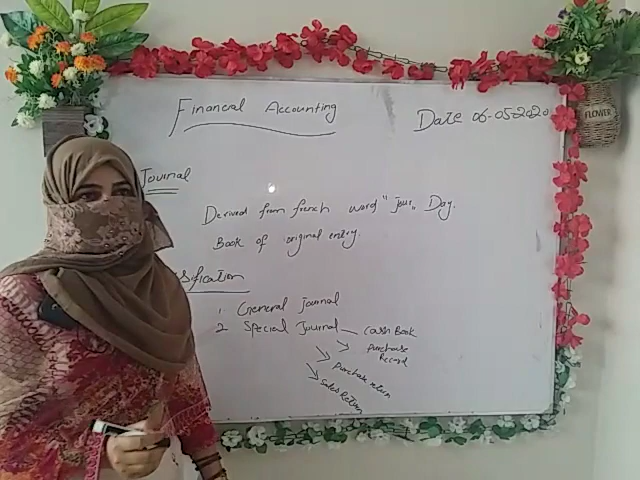 Financial Accounting
Date 06-05-2020
Journal
Derived from french word "jour" Day.
Book of original entry.
ssification
1. General Journal
2 Special Journal — Cash Book
Purchase Record
Purchase return
Sales Return
FLOWER